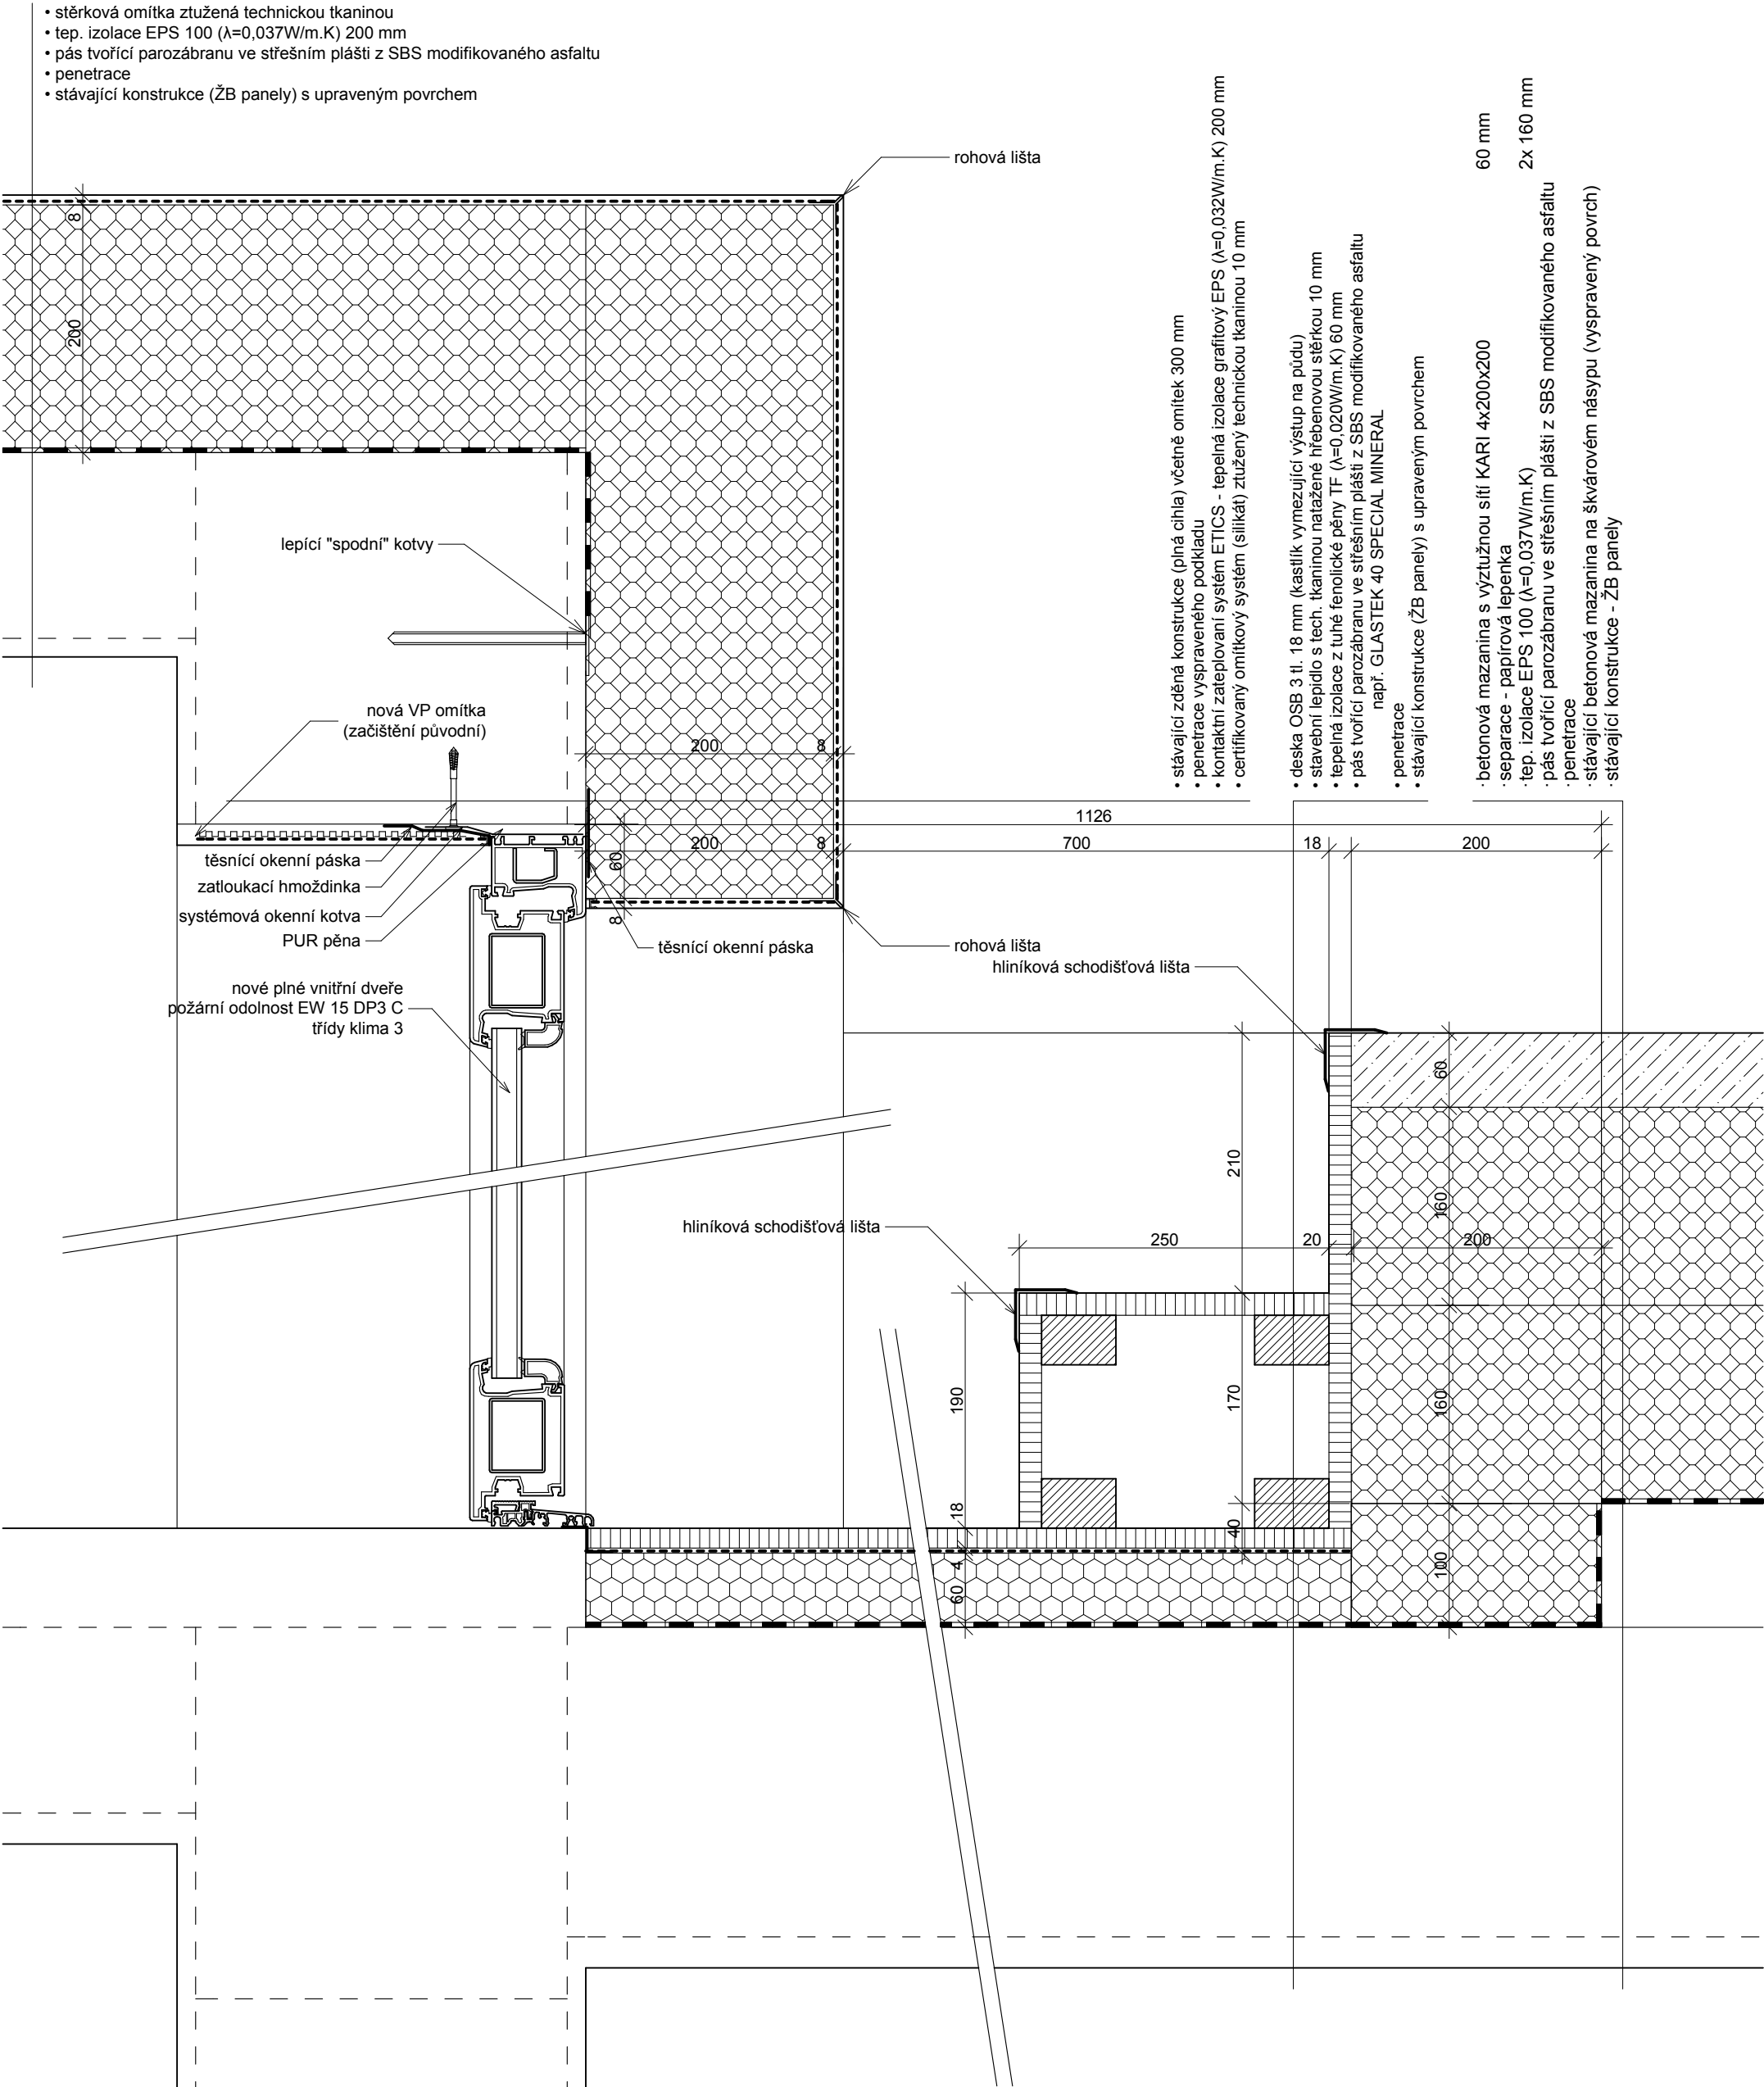 • stěrková omítka ztužená technickou tkaninou
• tep. izolace EPS 100 (λ=0,037W/m.K) 200 mm
• pás tvořící parozábranu ve střešním plášti z SBS modifikovaného asfaltu
• penetrace
• stávající konstrukce (ŽB panely) s upraveným povrchem
rohová lišta
8
200
lepící "spodní" kotvy
nová VP omítka
(začištění původní)
200
8
• stávající zděná konstrukce (plná cihla) včetně omítek 300 mm
• penetrace vyspraveného podkladu
• kontaktní zateplovaní systém ETICS - tepelná izolace grafitový EPS (λ=0,032W/m.K) 200 mm
• certifikovaný omítkový systém (silikát) ztužený technickou tkaninou 10 mm
• deska OSB 3 tl. 18 mm (kastlík vymezující výstup na půdu)
• stavební lepidlo s tech. tkaninou natažené hřebenovou stěrkou 10 mm
• tepelná izolace z tuhé fenolické pěny TF (λ=0,020W/m.K) 60 mm
• pás tvořící parozábranu ve střešním plášti z SBS modifikovaného asfaltu
např. GLASTEK 40 SPECIAL MINERAL
• penetrace
• stávající konstrukce (ŽB panely) s upraveným povrchem
· betonová mazanina s výztužnou sítí KARI 4x200x200 60 mm
· separace - papírová lepenka
· tep. izolace EPS 100 (λ=0,037W/m.K) 2x 160 mm
· pás tvořící parozábranu ve střešním plášti z SBS modifikovaného asfaltu
· penetrace
· stávající betonová mazanina na škvárovém násypu (vyspravený povrch)
· stávající konstrukce - ŽB panely
1126
200
8
700
18
200
60
8
těsnící okenní páska
zatloukací hmoždinka
systémová okenní kotva
PUR pěna
těsnící okenní páska
rohová lišta
hliníková schodišťová lišta
nové plné vnitřní dveře
požární odolnost EW 15 DP3 C
třídy klima 3
60
210
160
hliníková schodišťová lišta
250
20
200
190
170
160
18
40
4
60
100